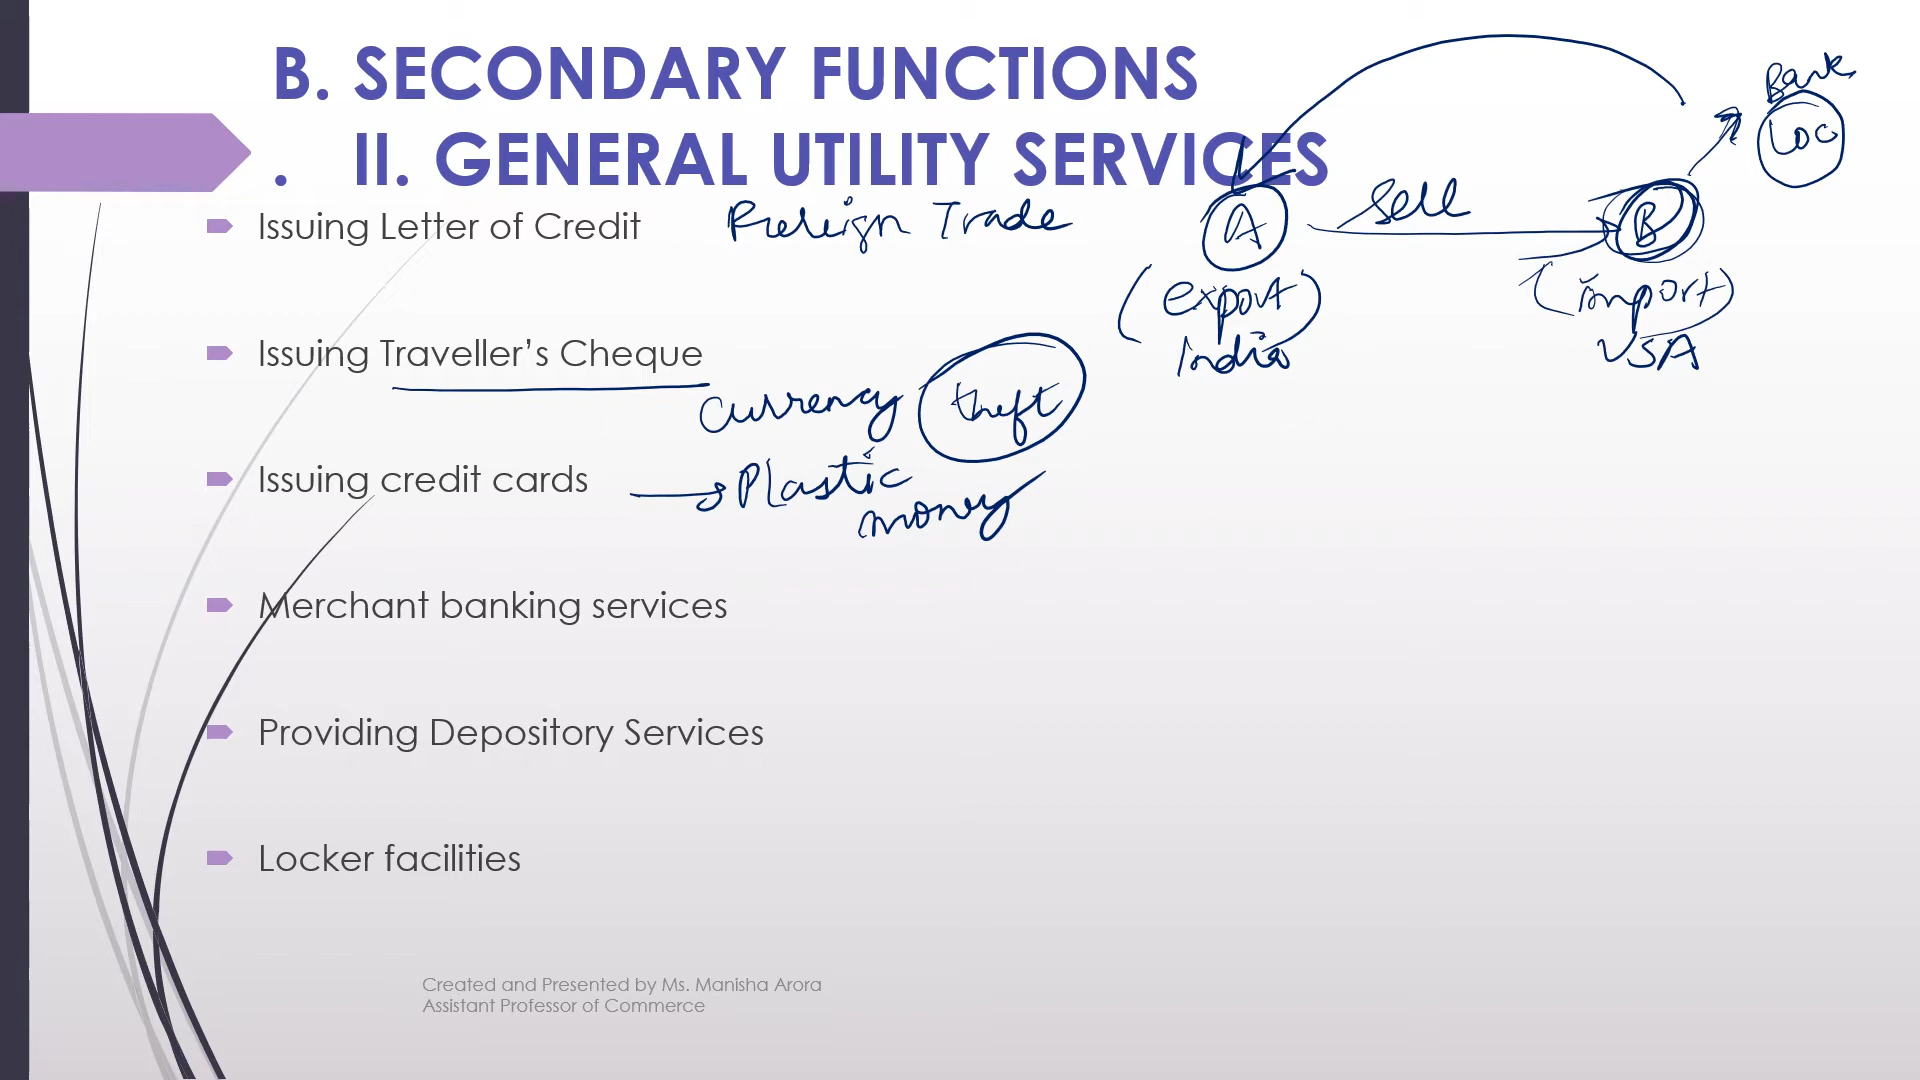 B. SECONDARY FUNCTIONS
. II. GENERAL UTILITY SERVICES
Bank
LOC
Issuing Letter of Credit
Foreign Trade
A
Sell
B
(export)
India
(import)
USA
Issuing Traveller’s Cheque
Currency
theft
Issuing credit cards
Plastic
money
Merchant banking services
Providing Depository Services
Locker facilities
Created and Presented by Ms. Manisha Arora
Assistant Professor of Commerce